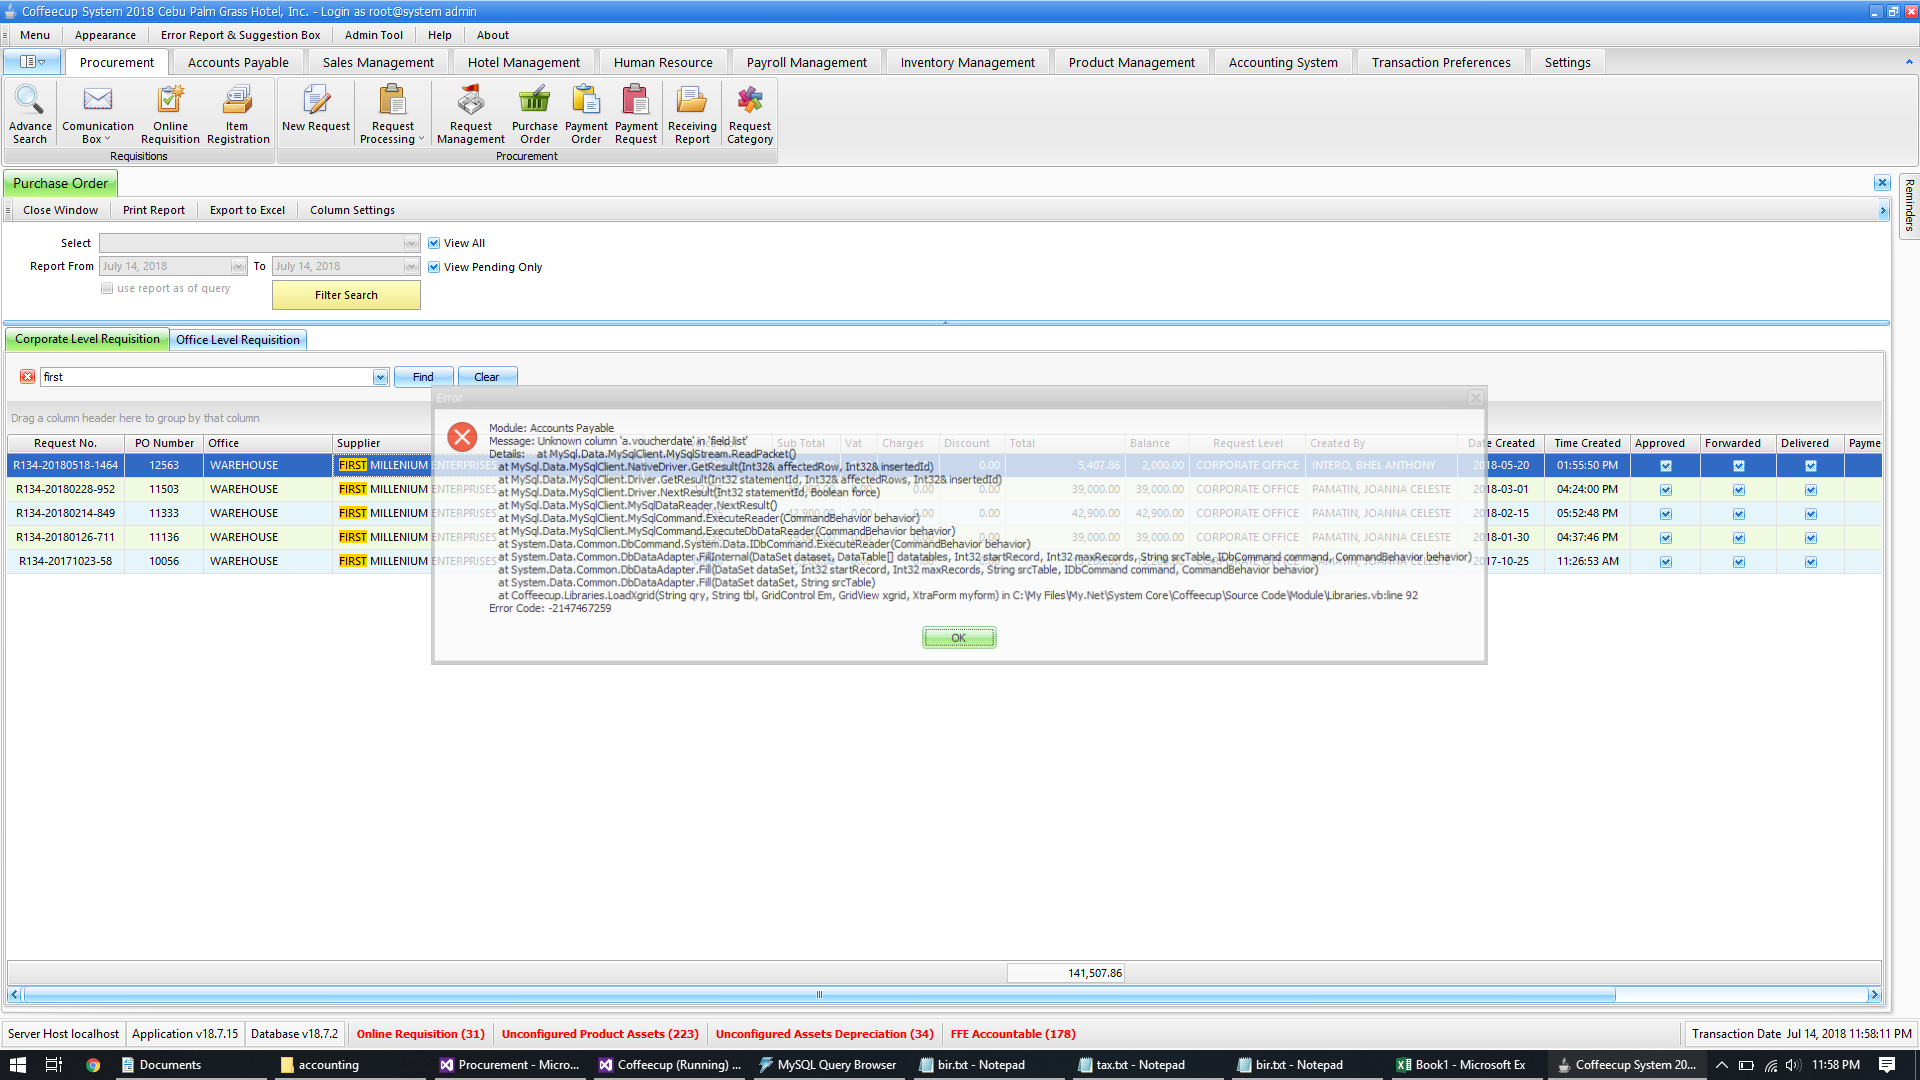 Coffeecup System 2018 Cebu Palm Grass Hotel, Inc. - Login as root@system admin
Menu Appearance Error Report & Suggestion Box Admin Tool Help About
Procurement Accounts Payable Sales Management Hotel Management Human Resource Payroll Management Inventory Management Product Management Accounting System Transaction Preferences Settings
Advance Search Comunication Box Online Requisition Item Registration New Request Request Processing Request Management Purchase Order Payment Order Payment Request Receiving Report Request Category
Requisitions Procurement
Purchase Order
Reminders
Close Window Print Report Export to Excel Column Settings
Select View All
Report From July 14, 2018 To July 14, 2018 View Pending Only
use report as of query Filter Search
Corporate Level Requisition Office Level Requisition
first Find Clear
Drag a column header here to group by that column
Request No. PO Number Office Supplier Sub Total Vat Charges Discount Total Balance Request Level Created By Date Created Time Created Approved Forwarded Delivered Payme
R134-20180518-1464 12563 WAREHOUSE FIRST MILLENIUM ENTERPRISES 0.00 5,407.86 2,000.00 CORPORATE OFFICE INTERO, BHEL ANTHONY 2018-05-20 01:55:50 PM
R134-20180228-952 11503 WAREHOUSE FIRST MILLENIUM ENTERPRISES 0.00 39,000.00 39,000.00 CORPORATE OFFICE PAMATIN, JOANNA CELESTE 2018-03-01 04:24:00 PM
R134-20180214-849 11333 WAREHOUSE FIRST MILLENIUM ENTERPRISES 42,900.00 0.00 0.00 0.00 42,900.00 42,900.00 CORPORATE OFFICE PAMATIN, JOANNA CELESTE 2018-02-15 05:52:48 PM
R134-20180126-711 11136 WAREHOUSE FIRST MILLENIUM ENTERPRISES 39,000.00 39,000.00 CORPORATE OFFICE PAMATIN, JOANNA CELESTE 2018-01-30 04:37:46 PM
R134-20171023-58 10056 WAREHOUSE FIRST MILLENIUM ENTERPRISES 2017-10-25 11:26:53 AM
Error
Module: Accounts Payable
Message: Unknown column 'a.voucherdate' in 'field list'
Details: at MySql.Data.MySqlClient.MySqlStream.ReadPacket()
at MySql.Data.MySqlClient.NativeDriver.GetResult(Int32& affectedRow, Int32& insertedId)
at MySql.Data.MySqlClient.Driver.GetResult(Int32 statementId, Int32& affectedRows, Int32& insertedId)
at MySql.Data.MySqlClient.Driver.NextResult(Int32 statementId, Boolean force)
at MySql.Data.MySqlClient.MySqlDataReader.NextResult()
at MySql.Data.MySqlClient.MySqlCommand.ExecuteReader(CommandBehavior behavior)
at MySql.Data.MySqlClient.MySqlCommand.ExecuteDbDataReader(CommandBehavior behavior)
at System.Data.Common.DbCommand.System.Data.IDbCommand.ExecuteReader(CommandBehavior behavior)
at System.Data.Common.DbDataAdapter.FillInternal(DataSet dataset, DataTable[] datatables, Int32 startRecord, Int32 maxRecords, String srcTable, IDbCommand command, CommandBehavior behavior)
at System.Data.Common.DbDataAdapter.Fill(DataSet dataSet, Int32 startRecord, Int32 maxRecords, String srcTable, IDbCommand command, CommandBehavior behavior)
at System.Data.Common.DbDataAdapter.Fill(DataSet dataSet, String srcTable)
at Coffeecup.Libraries.LoadXgrid(String qry, String tbl, GridControl Em, GridView xgrid, XtraForm myform) in C:\My Files\My.Net\System Core\Coffeecup\Source Code\Module\Libraries.vb:line 92
Error Code: -2147467259
OK
141,507.86
Server Host localhost Application v18.7.15 Database v18.7.2 Online Requisition (31) Unconfigured Product Assets (223) Unconfigured Assets Depreciation (34) FFE Accountable (178) Transaction Date Jul 14, 2018 11:58:11 PM
Documents accounting Procurement - Micro... Coffeecup (Running) ... MySQL Query Browser bir.txt - Notepad tax.txt - Notepad bir.txt - Notepad Book1 - Microsoft Ex Coffeecup System 20... 11:58 PM